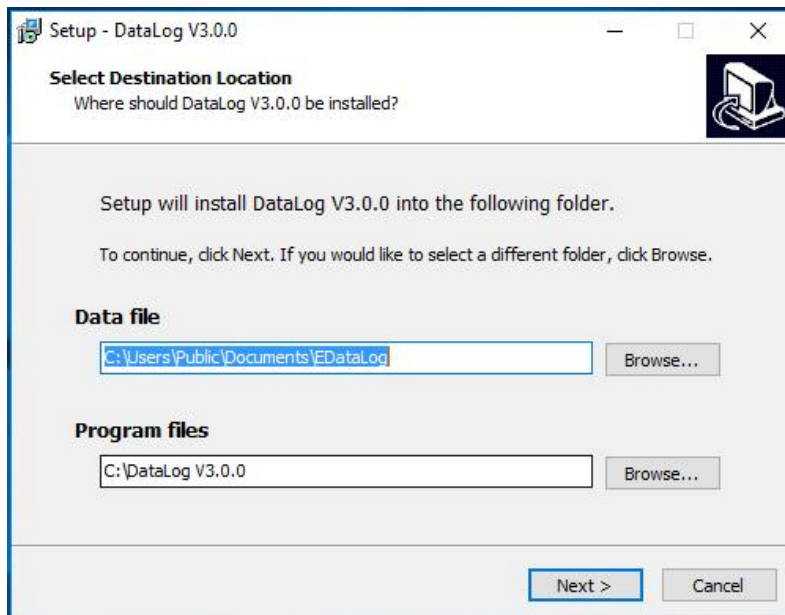 Setup - DataLog V3.0.0
Select Destination Location
Where should DataLog V3.0.0 be installed?
Setup will install DataLog V3.0.0 into the following folder.
To continue, click Next. If you would like to select a different folder, click Browse.
Data file
C:\Users\Public\Documents\EDataLog
Browse...
Program files
C:\DataLog V3.0.0
Browse...
Next >
Cancel